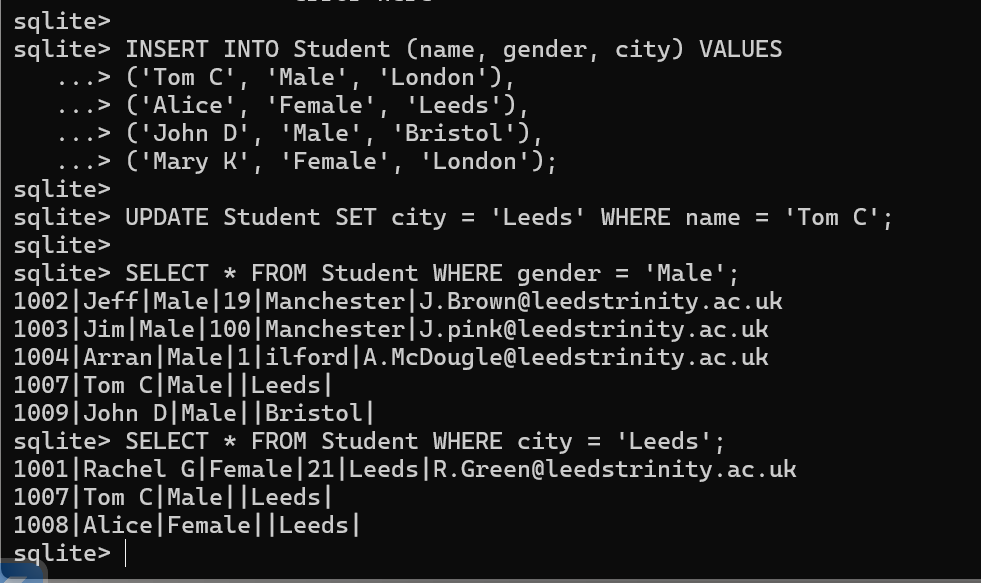 sqlite>
sqlite> INSERT INTO Student (name, gender, city) VALUES
   ...> ('Tom C', 'Male', 'London'),
   ...> ('Alice', 'Female', 'Leeds'),
   ...> ('John D', 'Male', 'Bristol'),
   ...> ('Mary K', 'Female', 'London');
sqlite>
sqlite> UPDATE Student SET city = 'Leeds' WHERE name = 'Tom C';
sqlite>
sqlite> SELECT * FROM Student WHERE gender = 'Male';
1002|Jeff|Male|19|Manchester|J.Brown@leedstrinity.ac.uk
1003|Jim|Male|100|Manchester|J.pink@leedstrinity.ac.uk
1004|Arran|Male|1|ilford|A.McDougle@leedstrinity.ac.uk
1007|Tom C|Male||Leeds|
1009|John D|Male||Bristol|
sqlite> SELECT * FROM Student WHERE city = 'Leeds';
1001|Rachel G|Female|21|Leeds|R.Green@leedstrinity.ac.uk
1007|Tom C|Male||Leeds|
1008|Alice|Female||Leeds|
sqlite>